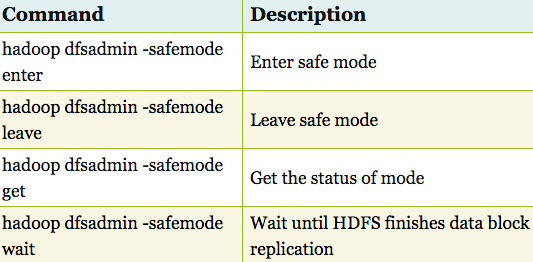 Command Description
hadoop dfsadmin -safemode
enter
Enter safe mode
hadoop dfsadmin -safemode
leave
Leave safe mode
hadoop dfsadmin -safemode
get
Get the status of mode
hadoop dfsadmin -safemode
wait
Wait until HDFS finishes data block
replication